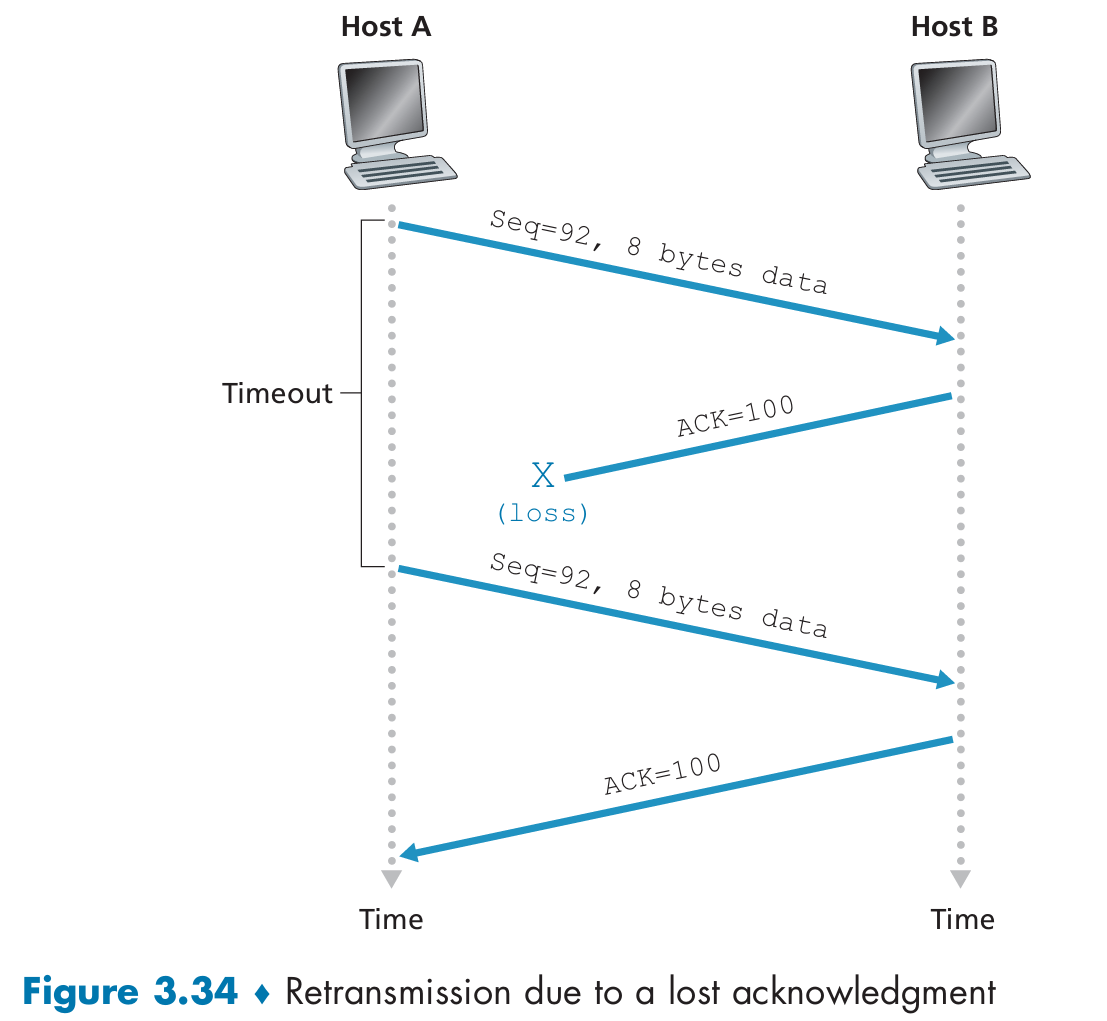 Host A
Host B
Seq=92, 8 bytes data
Timeout
ACK=100
X
(loss)
Seq=92, 8 bytes data
ACK=100
Time
Time
Figure 3.34 ♦ Retransmission due to a lost acknowledgment